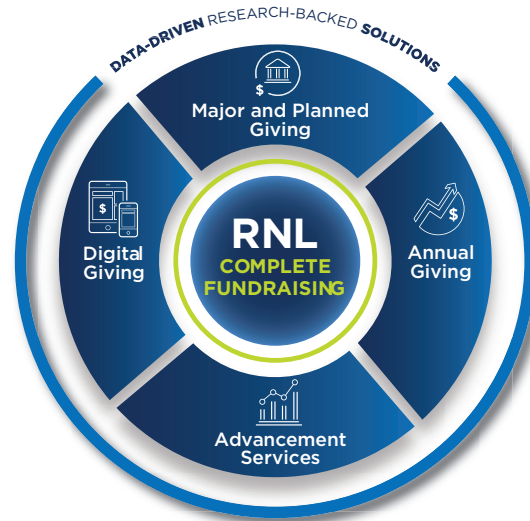 DATA-DRIVEN RESEARCH-BACKED SOLUTIONS
$
Major and Planned
Giving
$
Digital
Giving
RNL
COMPLETE
FUNDRAISING
$
Annual
Giving
Advancement
Services